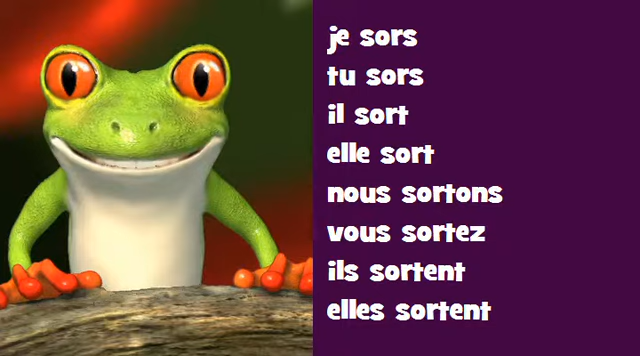 je sors
tu sors
il sort
elle sort
nous sortons
vous sortez
ils sortent
elles sortent